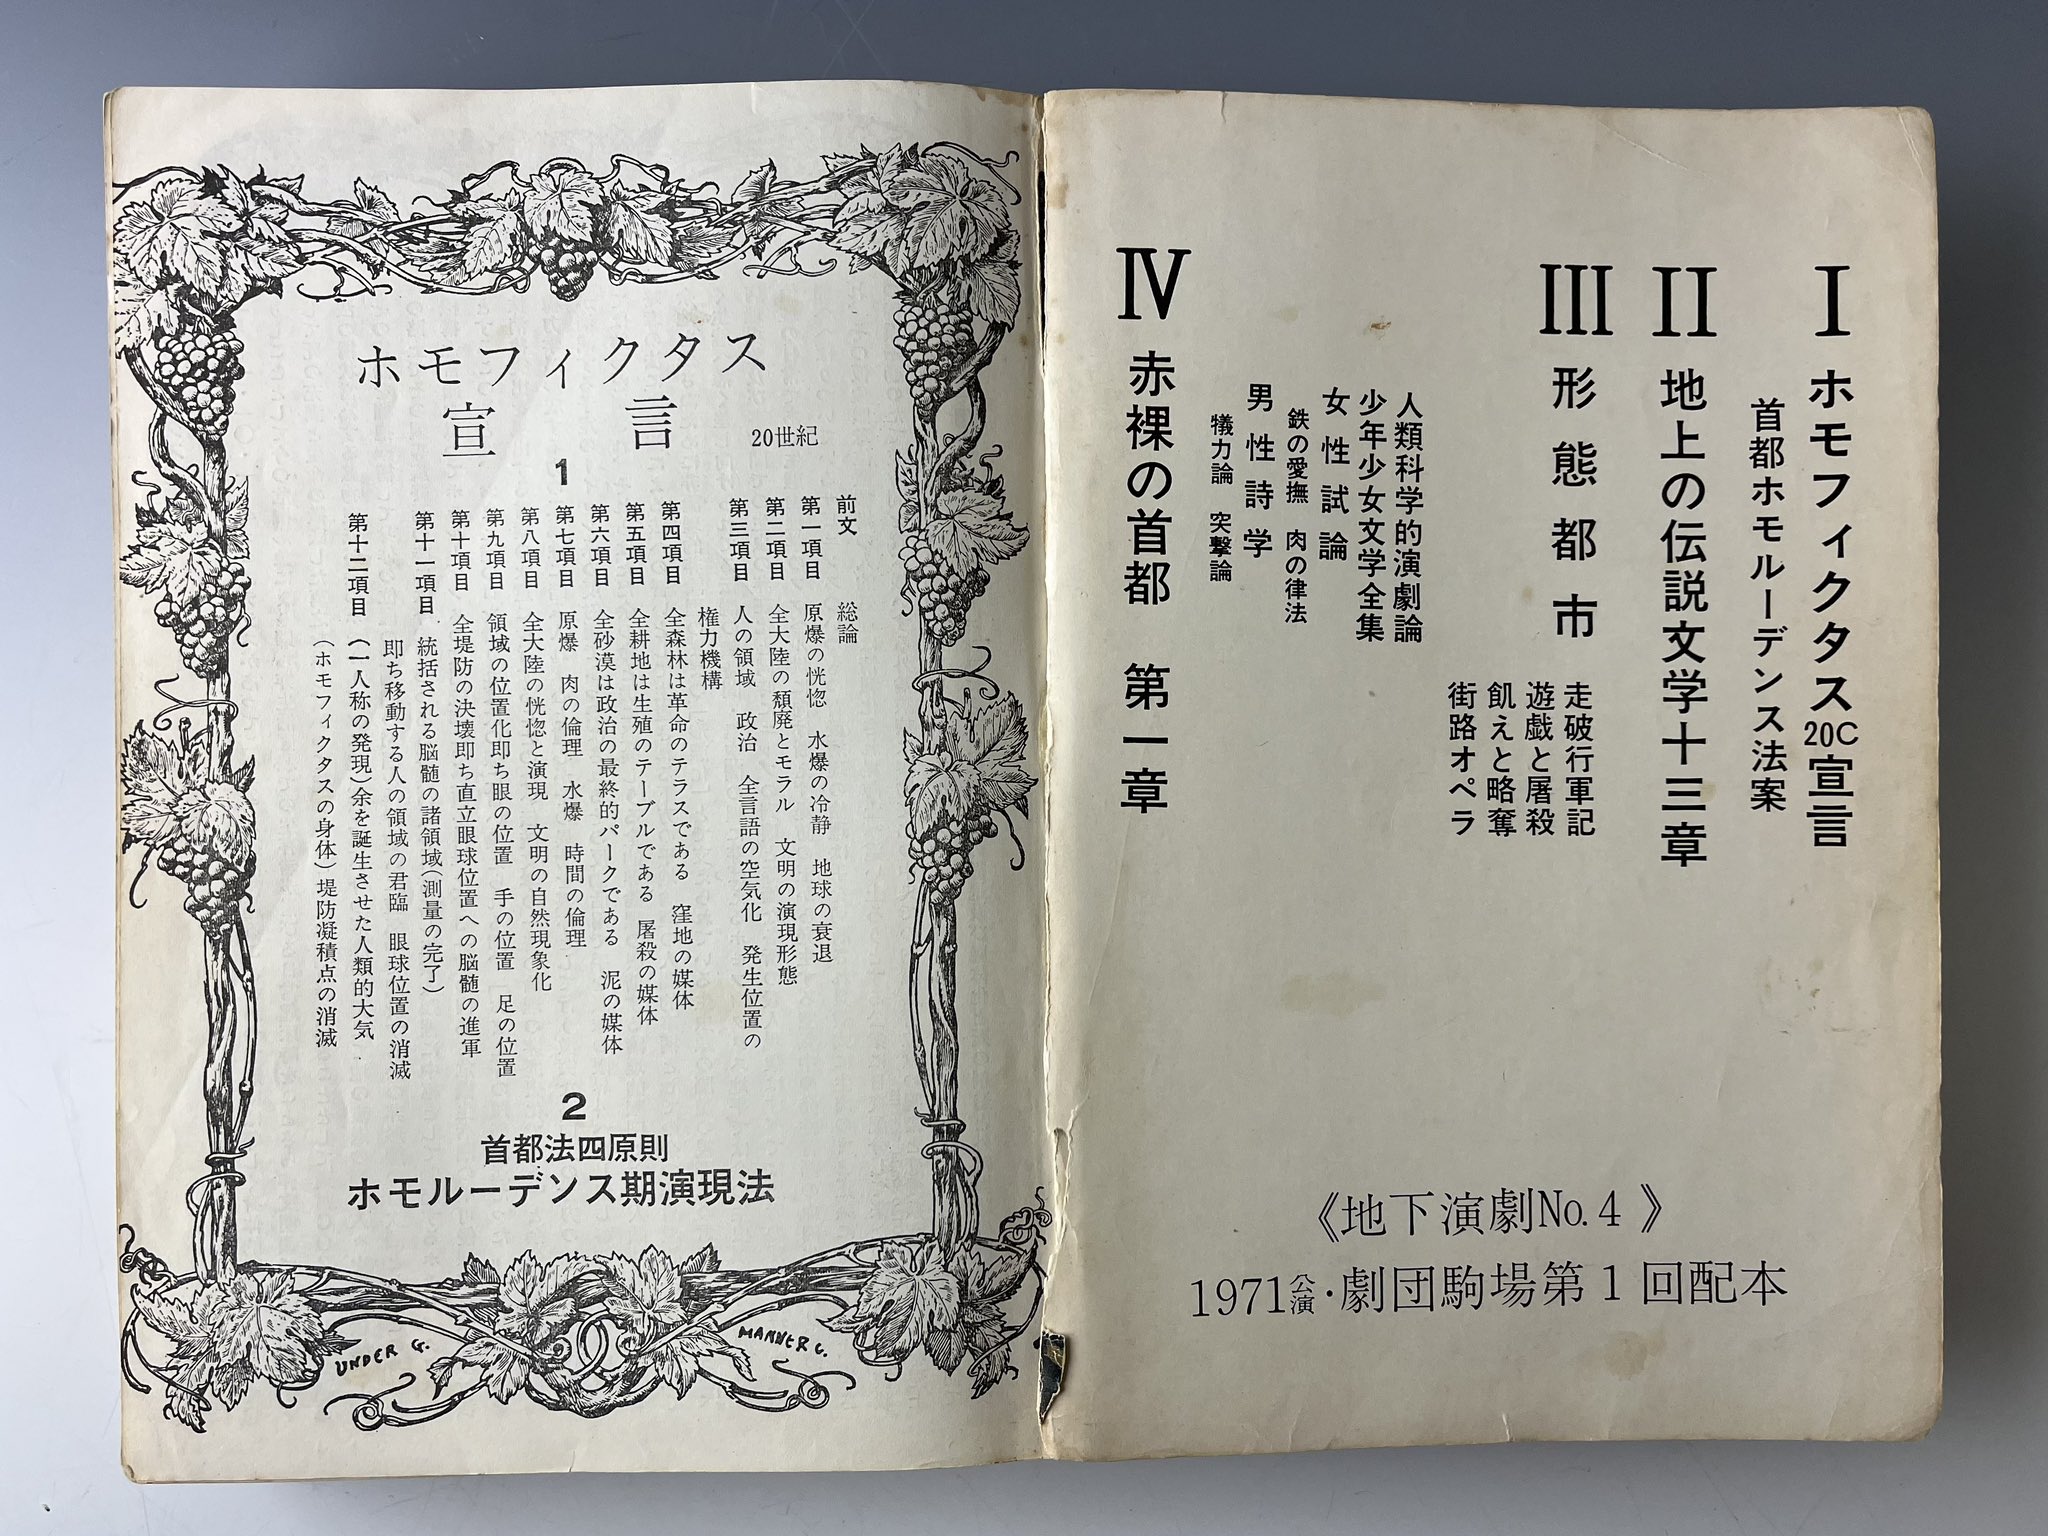 I ホモフィクタス20C宣言
首都ホモルーデンス法案
II 地上の伝説文学十三章
III 形態都市
走破行軍記
遊戯と屠殺
飢えと略奪
街路オペラ
人類科学的演劇論
少年少女文学全集
女性試論
鉄の愛撫 肉の律法
男性詩学
犠力論 突撃論
IV 赤裸の首都 第一章
《地下演劇No.4》
1971公演・劇団駒場第1回配本
ホモフィクタス
宣言 20世紀
1
前文 総論
第一項目 原爆の恍惚 水爆の冷静 地球の衰退
第二項目 全大陸の頽廃とモラル 文明の演現形態
第三項目 人の領域 政治 全言語の空気化 発生位置の
権力機構
第四項目 全森林は革命のテラスである 窪地の媒体
第五項目 全耕地は生殖のテーブルである 屠殺の媒体
第六項目 全砂漠は政治の最終的パークである 泥の媒体
第七項目 原爆 肉の倫理 水爆 時間の倫理
第八項目 全大陸の恍惚と演現 文明の自然現象化
第九項目 領域の位置化即ち眼の位置 手の位置 足の位置
第十項目 全堤防の決壊即ち直立眼球位置への脳髄の進軍
第十一項目 統括される脳髄の諸領域(測量の完了)
即ち移動する人の領域の君臨 眼球位置の消滅
第十二項目 (一人称の発現)余を誕生させた人類的大気
(ホモフィクタスの身体)堤防凝積点の消滅
2
首都法四原則
ホモルーデンス期演現法
UNDER G.
MANNER G.